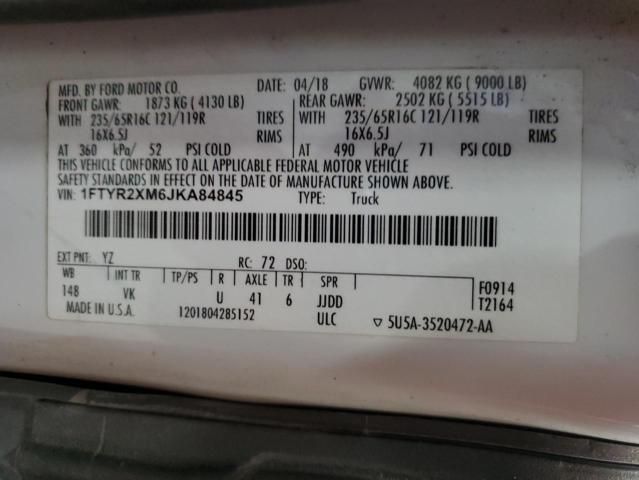 MFD. BY FORD MOTOR CO. DATE: 04/18 GVWR: 4082 KG ( 9000 LB)
FRONT GAWR: 1873 KG ( 4130 LB) REAR GAWR: 2502 KG ( 5515 LB)
WITH 235/65R16C 121/119R TIRES WITH 235/65R16C 121/119R TIRES
16X6.5J RIMS 16X6.5J RIMS
AT 360 kPa/ 52 PSI COLD AT 490 kPa/ 71 PSI COLD
THIS VEHICLE CONFORMS TO ALL APPLICABLE FEDERAL MOTOR VEHICLE
SAFETY STANDARDS IN EFFECT ON THE DATE OF MANUFACTURE SHOWN ABOVE.
VIN: 1FTYR2XM6JKA84845 TYPE: Truck
EXT PNT: YZ RC: 72 DSO:
WB INT TR TP/PS R AXLE TR SPR F0914
148 VK U 41 6 JJDD T2164
MADE IN U.S.A. 1201804285152 ULC ▽ 5U5A-3520472-AA